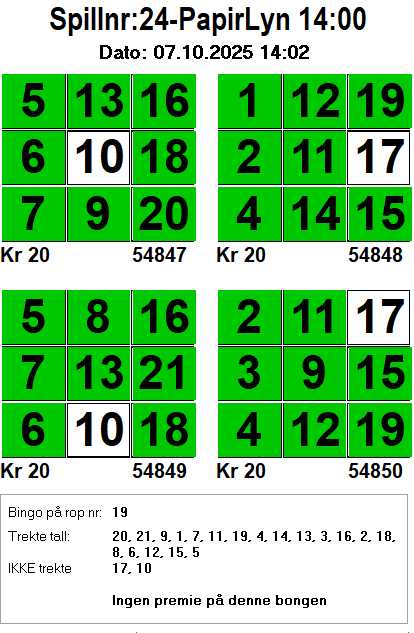 Spillnr:24-PapirLyn 14:00
Dato: 07.10.2025 14:02
5 13 16 1 12 19
6 10 18 2 11 17
7 9 20 4 14 15
Kr 20 54847 Kr 20 54848
5 8 16 2 11 17
7 13 21 3 9 15
6 10 18 4 12 19
Kr 20 54849 Kr 20 54850
Bingo på rop nr: 19
Trekte tall: 20, 21, 9, 1, 7, 11, 19, 4, 14, 13, 3, 16, 2, 18,
8, 6, 12, 15, 5
IKKE trekte 17, 10
Ingen premie på denne bongen